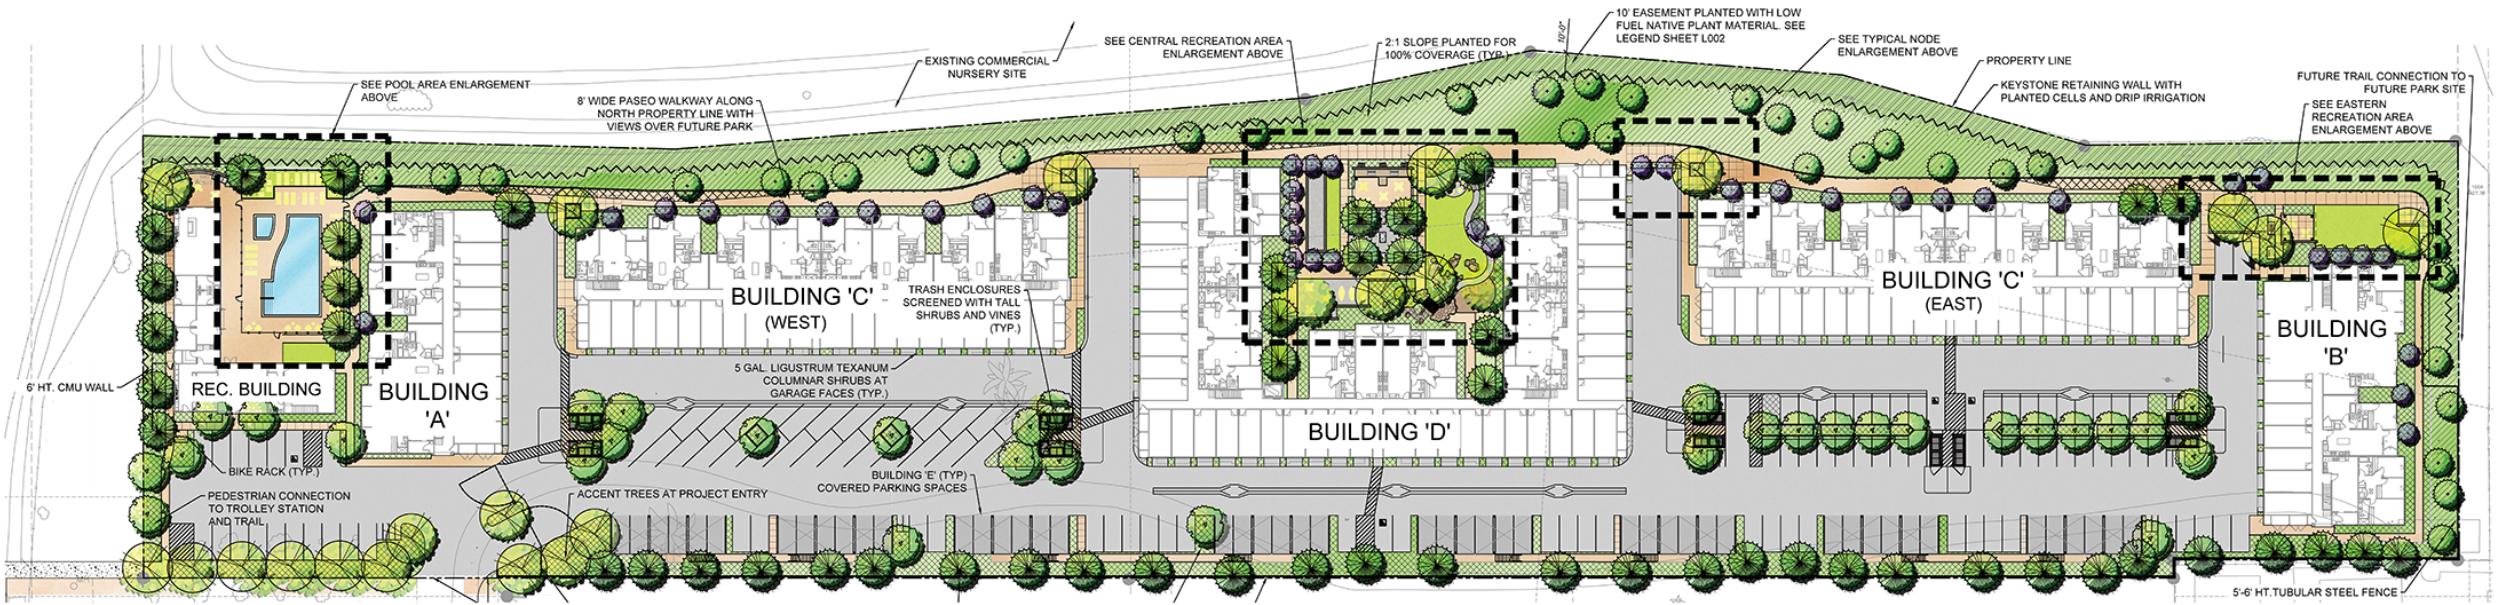 10' EASEMENT PLANTED WITH LOW
FUEL NATIVE PLANT MATERIAL. SEE
LEGEND SHEET L002
10'-0"
SEE CENTRAL RECREATION AREA
ENLARGEMENT ABOVE
2:1 SLOPE PLANTED FOR
100% COVERAGE (TYP.)
SEE TYPICAL NODE
ENLARGEMENT ABOVE
EXISTING COMMERCIAL
NURSERY SITE
PROPERTY LINE
FUTURE TRAIL CONNECTION TO
FUTURE PARK SITE
SEE POOL AREA ENLARGEMENT
ABOVE
KEYSTONE RETAINING WALL WITH
PLANTED CELLS AND DRIP IRRIGATION
8' WIDE PASEO WALKWAY ALONG
NORTH PROPERTY LINE WITH
VIEWS OVER FUTURE PARK
SEE EASTERN
RECREATION AREA
ENLARGEMENT ABOVE
BUILDING 'C'
(WEST)
TRASH ENCLOSURES
SCREENED WITH TALL
SHRUBS AND VINES
(TYP.)
BUILDING 'C'
(EAST)
BUILDING
'B'
6' HT. CMU WALL
REC. BUILDING
BUILDING
'A'
5 GAL. LIGUSTRUM TEXANUM
COLUMNAR SHRUBS AT
GARAGE FACES (TYP.)
BUILDING 'D'
BIKE RACK (TYP.)
BUILDING 'E' (TYP)
COVERED PARKING SPACES
PEDESTRIAN CONNECTION
TO TROLLEY STATION
AND TRAIL
ACCENT TREES AT PROJECT ENTRY
5'-6' HT.TUBULAR STEEL FENCE